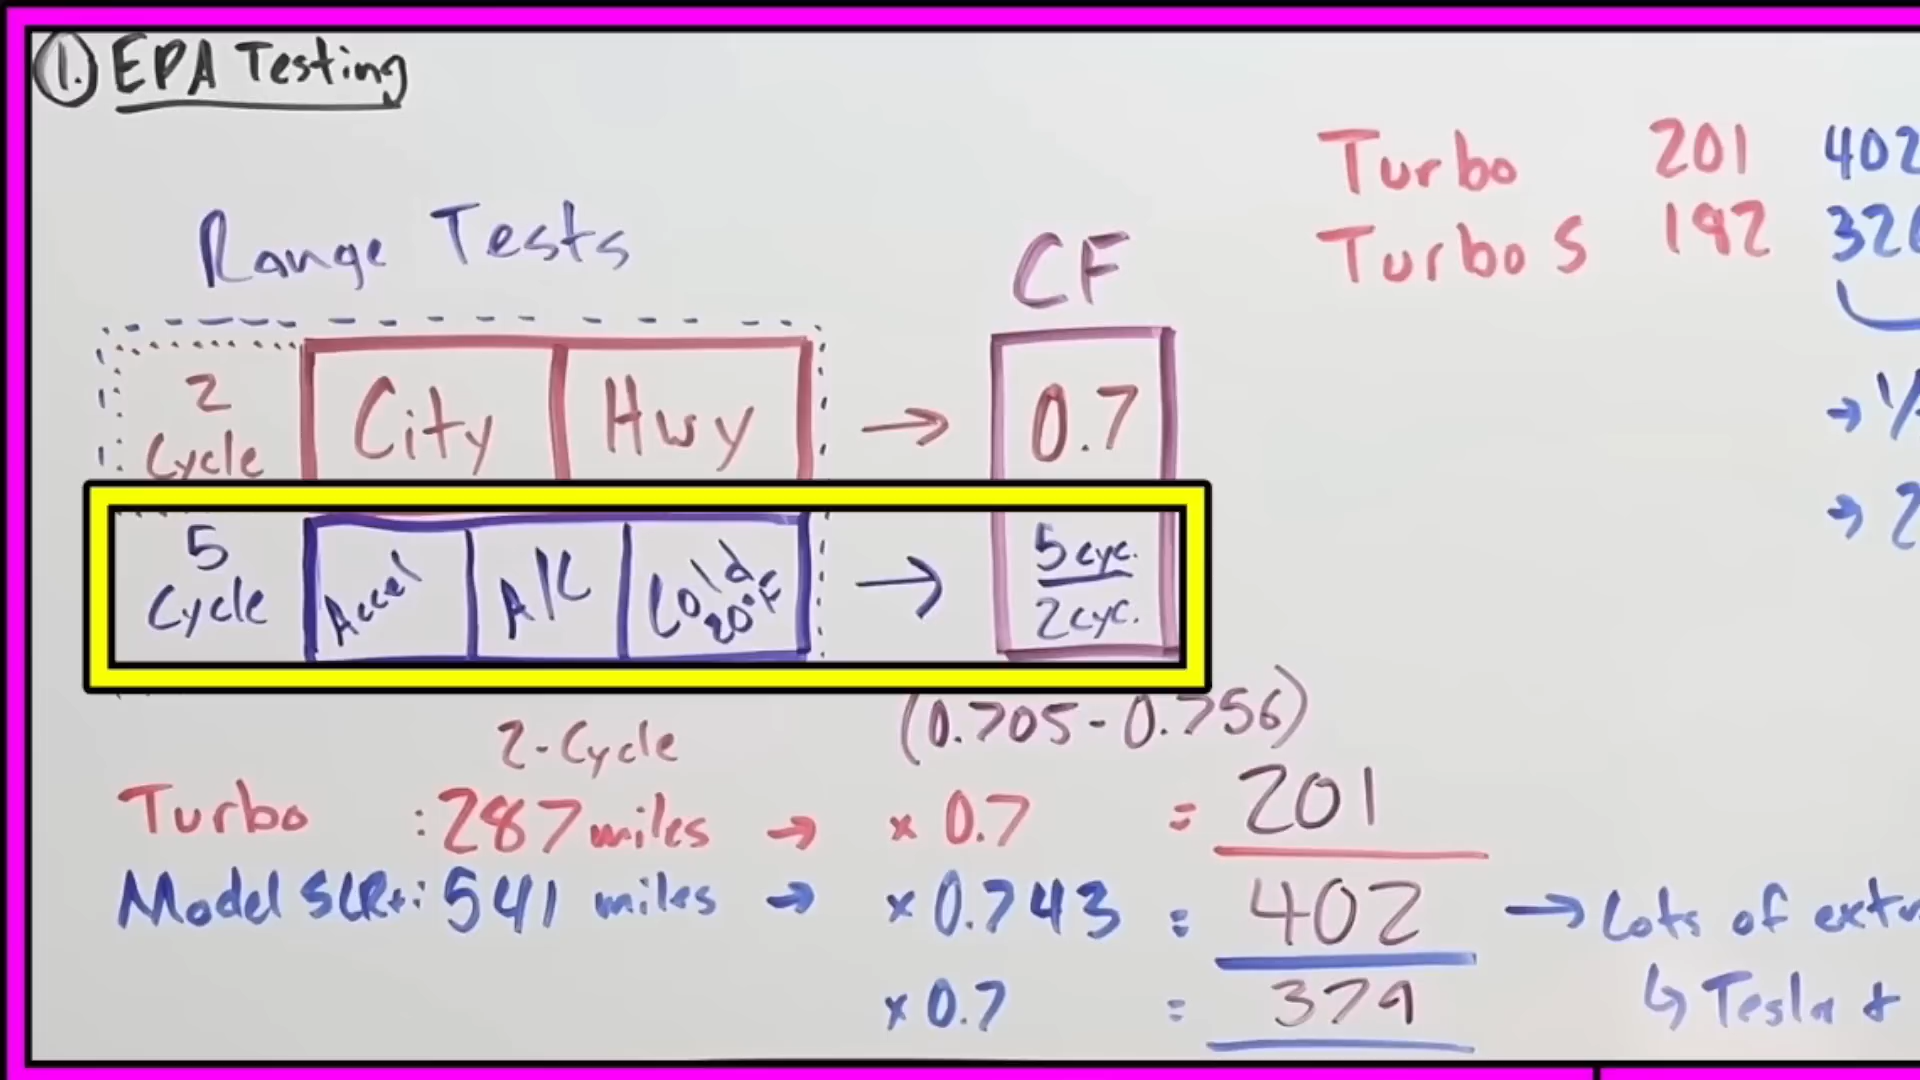 1. EPA Testing
Turbo 201 402
Turbo S 192
Range Tests
CF
2 Cycle City Hwy → 0.7
5 Cycle Accel A/C Cold 20°F → 5 cyc. / 2 cyc.
(0.705-0.756)
2-Cycle
Turbo : 287 miles → x 0.7 = 201
Model SLR+: 541 miles → x 0.743 = 402 → Lots of
x 0.7 = 379 ↳ Tesla +